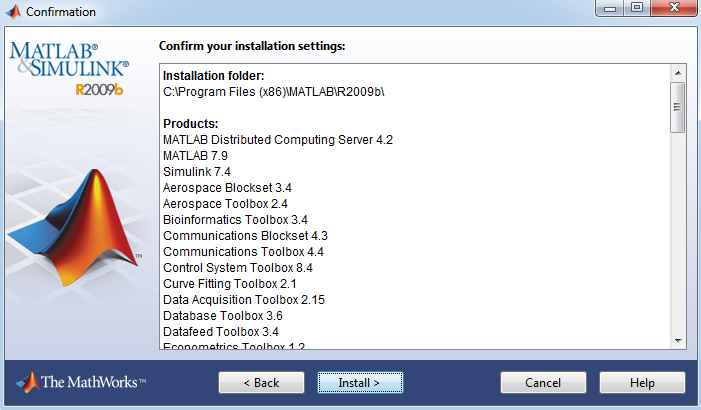 Confirmation
MATLAB®
&SIMULINK®
R2009b
Confirm your installation settings:
Installation folder:
C:\Program Files (x86)\MATLAB\R2009b\
Products:
MATLAB Distributed Computing Server 4.2
MATLAB 7.9
Simulink 7.4
Aerospace Blockset 3.4
Aerospace Toolbox 2.4
Bioinformatics Toolbox 3.4
Communications Blockset 4.3
Communications Toolbox 4.4
Control System Toolbox 8.4
Curve Fitting Toolbox 2.1
Data Acquisition Toolbox 2.15
Database Toolbox 3.6
Datafeed Toolbox 3.4
Econometrics Toolbox 1.2
TM
The MathWorks™
< Back
Install >
Cancel
Help